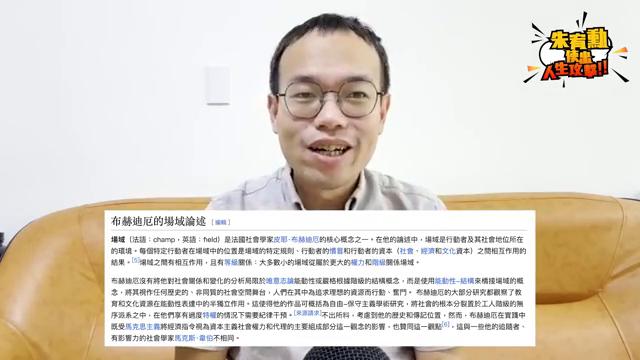 朱宥勳
使出
人生攻擊!!
布赫迪厄的場域論述 [編輯]
場域（法語：champ，英語：field）是法國社會學家皮耶·布赫迪厄的核心概念之一。在他的論述中，場域是行動者及其社會地位所在
的環境。每個特定行動者在場域中的位置是場域的特定規則、行動者的慣習和行動者的資本（社會，經濟和文化資本）之間相互作用的
結果。[5]場域之間有相互作用，且有等級關係：大多數小的場域從屬於更大的權力和階級關係場域。
布赫迪厄沒有將他對社會關係和變化的分析局限於唯意志論能動性或嚴格根據階級的結構概念，而是使用能動性–結構來橋接場域的概
念，將其視作任何歷史的、非同質的社會空間舞台，人們在其中為追求理想的資源而行動、奮鬥。布赫迪厄的大部分研究都觀察了教
育和文化資源在能動性表達中的半獨立作用。這使得他的作品可概括為自由–保守主義學術研究，將社會的根本分裂置於工人階級的無
序派系之中，在他們享有過度特權的情況下需要紀律干預。[來源請求]不出所料，考慮到他的歷史和傳記位置，然而，布赫迪厄在實踐中
既受馬克思主義將經濟指令視為資本主義社會權力和代理的主要組成部分這一觀念的影響，也贊同這一觀點[6]，這與一些他的追隨者、
有影響力的社會學家馬克斯·韋伯不相同。